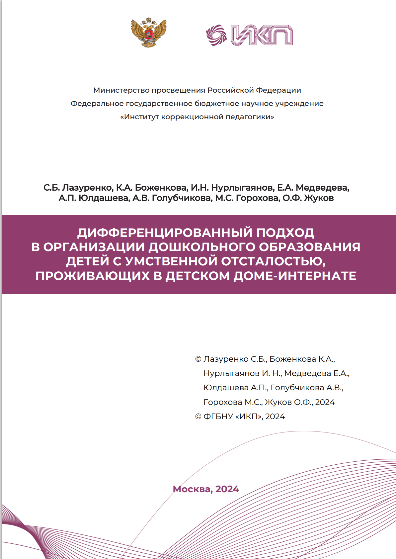 ИКП
Министерство просвещения Российской Федерации
Федеральное государственное бюджетное научное учреждение
«Институт коррекционной педагогики»
С.Б. Лазуренко, К.А. Боженкова, И.Н. Нурлыгаянов, Е.А. Медведева,
А.П. Юлдашева, А.В. Голубчикова, М.С. Горохова, О.Ф. Жуков
ДИФФЕРЕНЦИРОВАННЫЙ ПОДХОД
В ОРГАНИЗАЦИИ ДОШКОЛЬНОГО ОБРАЗОВАНИЯ
ДЕТЕЙ С УМСТВЕННОЙ ОТСТАЛОСТЬЮ,
ПРОЖИВАЮЩИХ В ДЕТСКОМ ДОМЕ-ИНТЕРНАТЕ
© Лазуренко С.Б., Боженкова К.А.,
Нурлыгаянов И. Н., Медведева Е.А.,
Юлдашева А.П., Голубчикова А.В.,
Горохова М.С., Жуков О.Ф., 2024
© ФГБНУ «ИКП», 2024
Москва, 2024